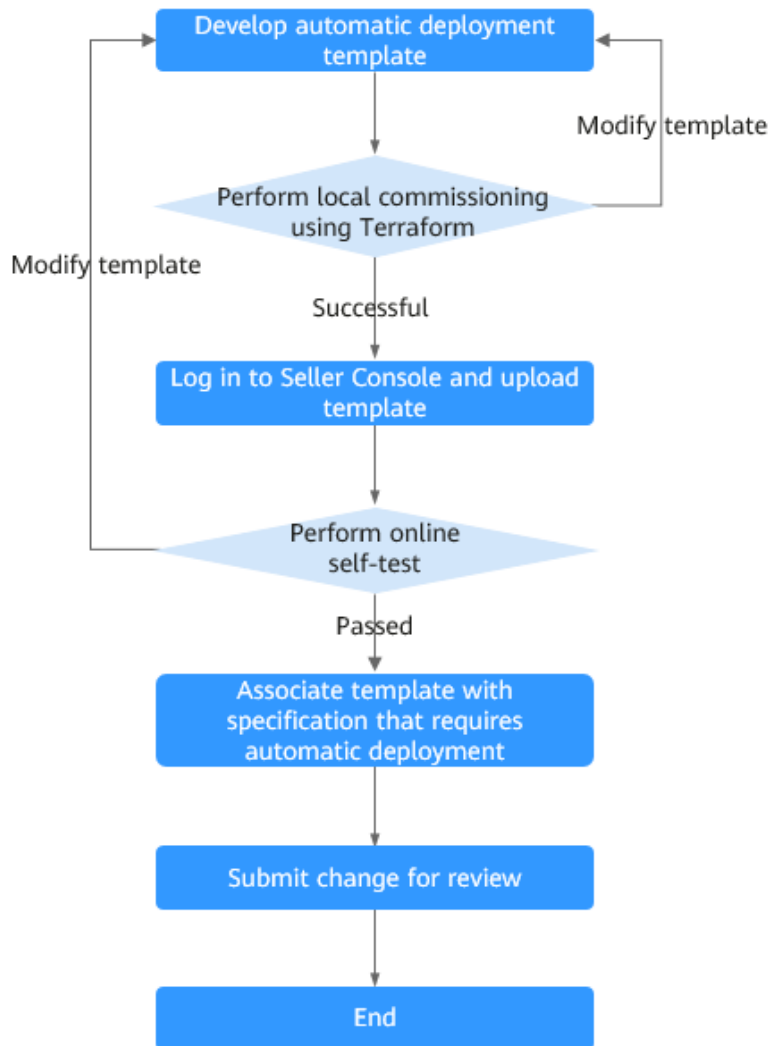 Develop automatic deployment
template
Modify template
Perform local commissioning
using Terraform
Modify template
Successful
Log in to Seller Console and upload
template
Perform online
self-test
Passed
Associate template with
specification that requires
automatic deployment
Submit change for review
End